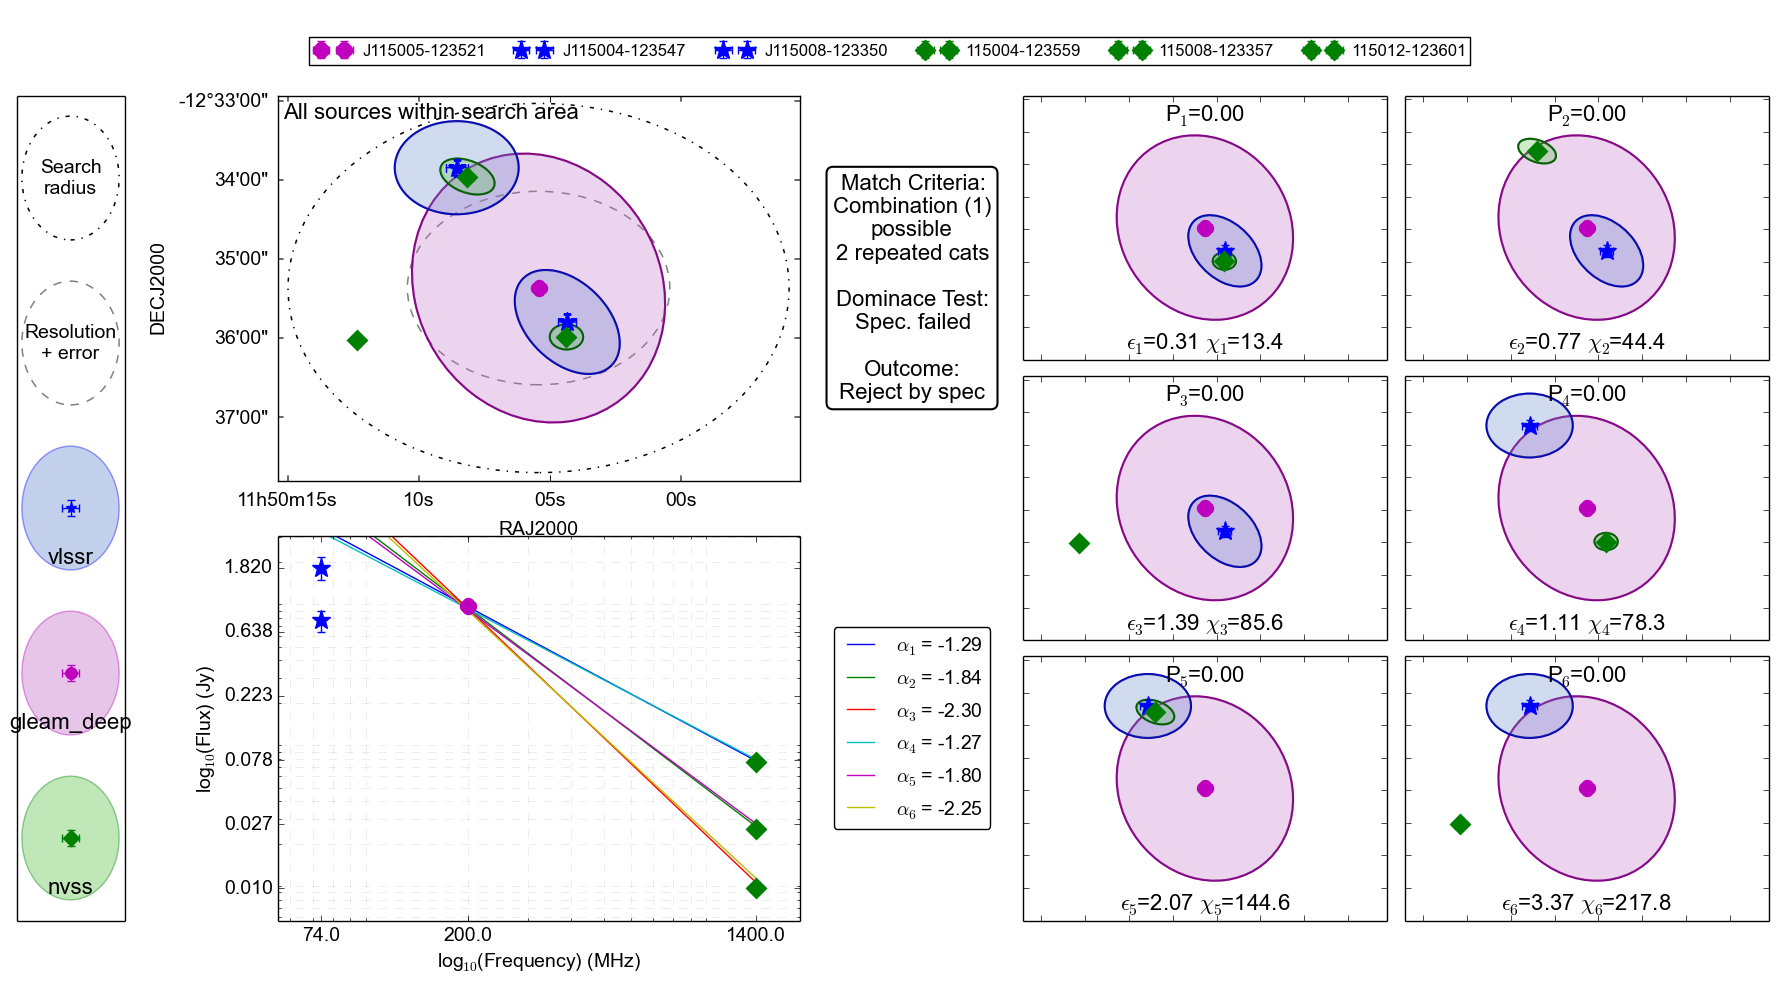 J115005-123521 J115004-123547 J115008-123350 115004-123559 115008-123357 115012-123601
Search
radius
Resolution
+ error
vlssr
gleam_deep
nvss
All sources within search area
-12°33'00"
34'00"
35'00"
36'00"
37'00"
DECJ2000
11h50m15s 10s 05s 00s
RAJ2000
Match Criteria:
Combination (1)
possible
2 repeated cats
Dominace Test:
Spec. failed
Outcome:
Reject by spec
1.820
0.638
0.223
0.078
0.027
0.010
log₁₀(Flux) (Jy)
74.0 200.0 1400.0
log₁₀(Frequency) (MHz)
α₁ = -1.29
α₂ = -1.84
α₃ = -2.30
α₄ = -1.27
α₅ = -1.80
α₆ = -2.25
P₁=0.00
ϵ₁=0.31 χ₁=13.4
P₂=0.00
ϵ₂=0.77 χ₂=44.4
P₃=0.00
ϵ₃=1.39 χ₃=85.6
P₄=0.00
ϵ₄=1.11 χ₄=78.3
P₅=0.00
ϵ₅=2.07 χ₅=144.6
P₆=0.00
ϵ₆=3.37 χ₆=217.8